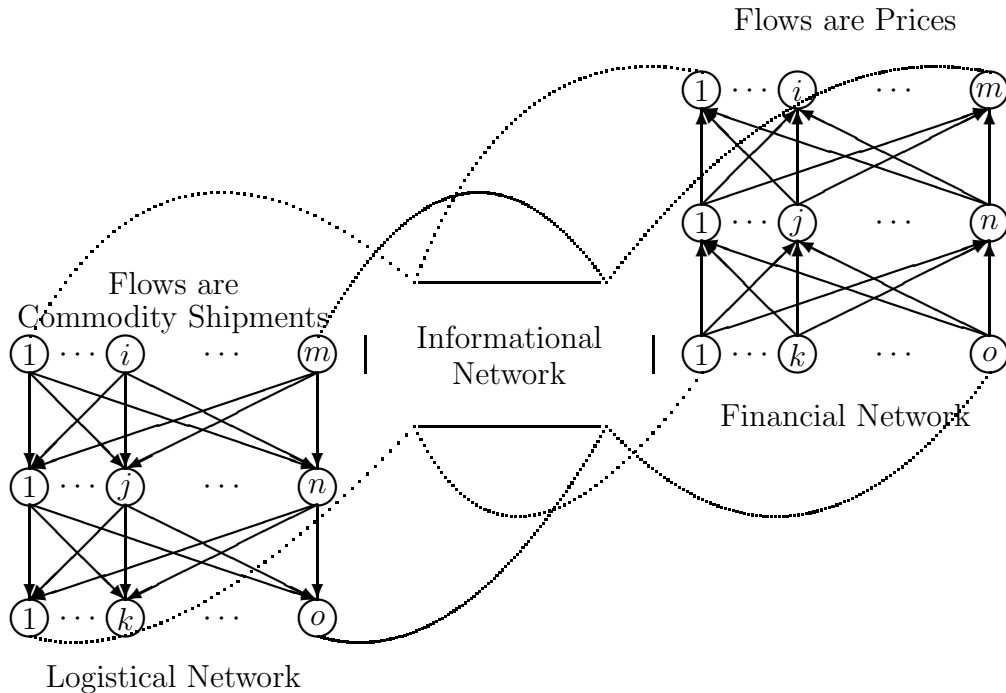 Flows are Prices
1 ··· i ··· m
1 ··· j ··· n
1 ··· k ··· o
Financial Network
Informational
Network
Flows are
Commodity Shipments
1 ··· i ··· m
1 ··· j ··· n
1 ··· k ··· o
Logistical Network